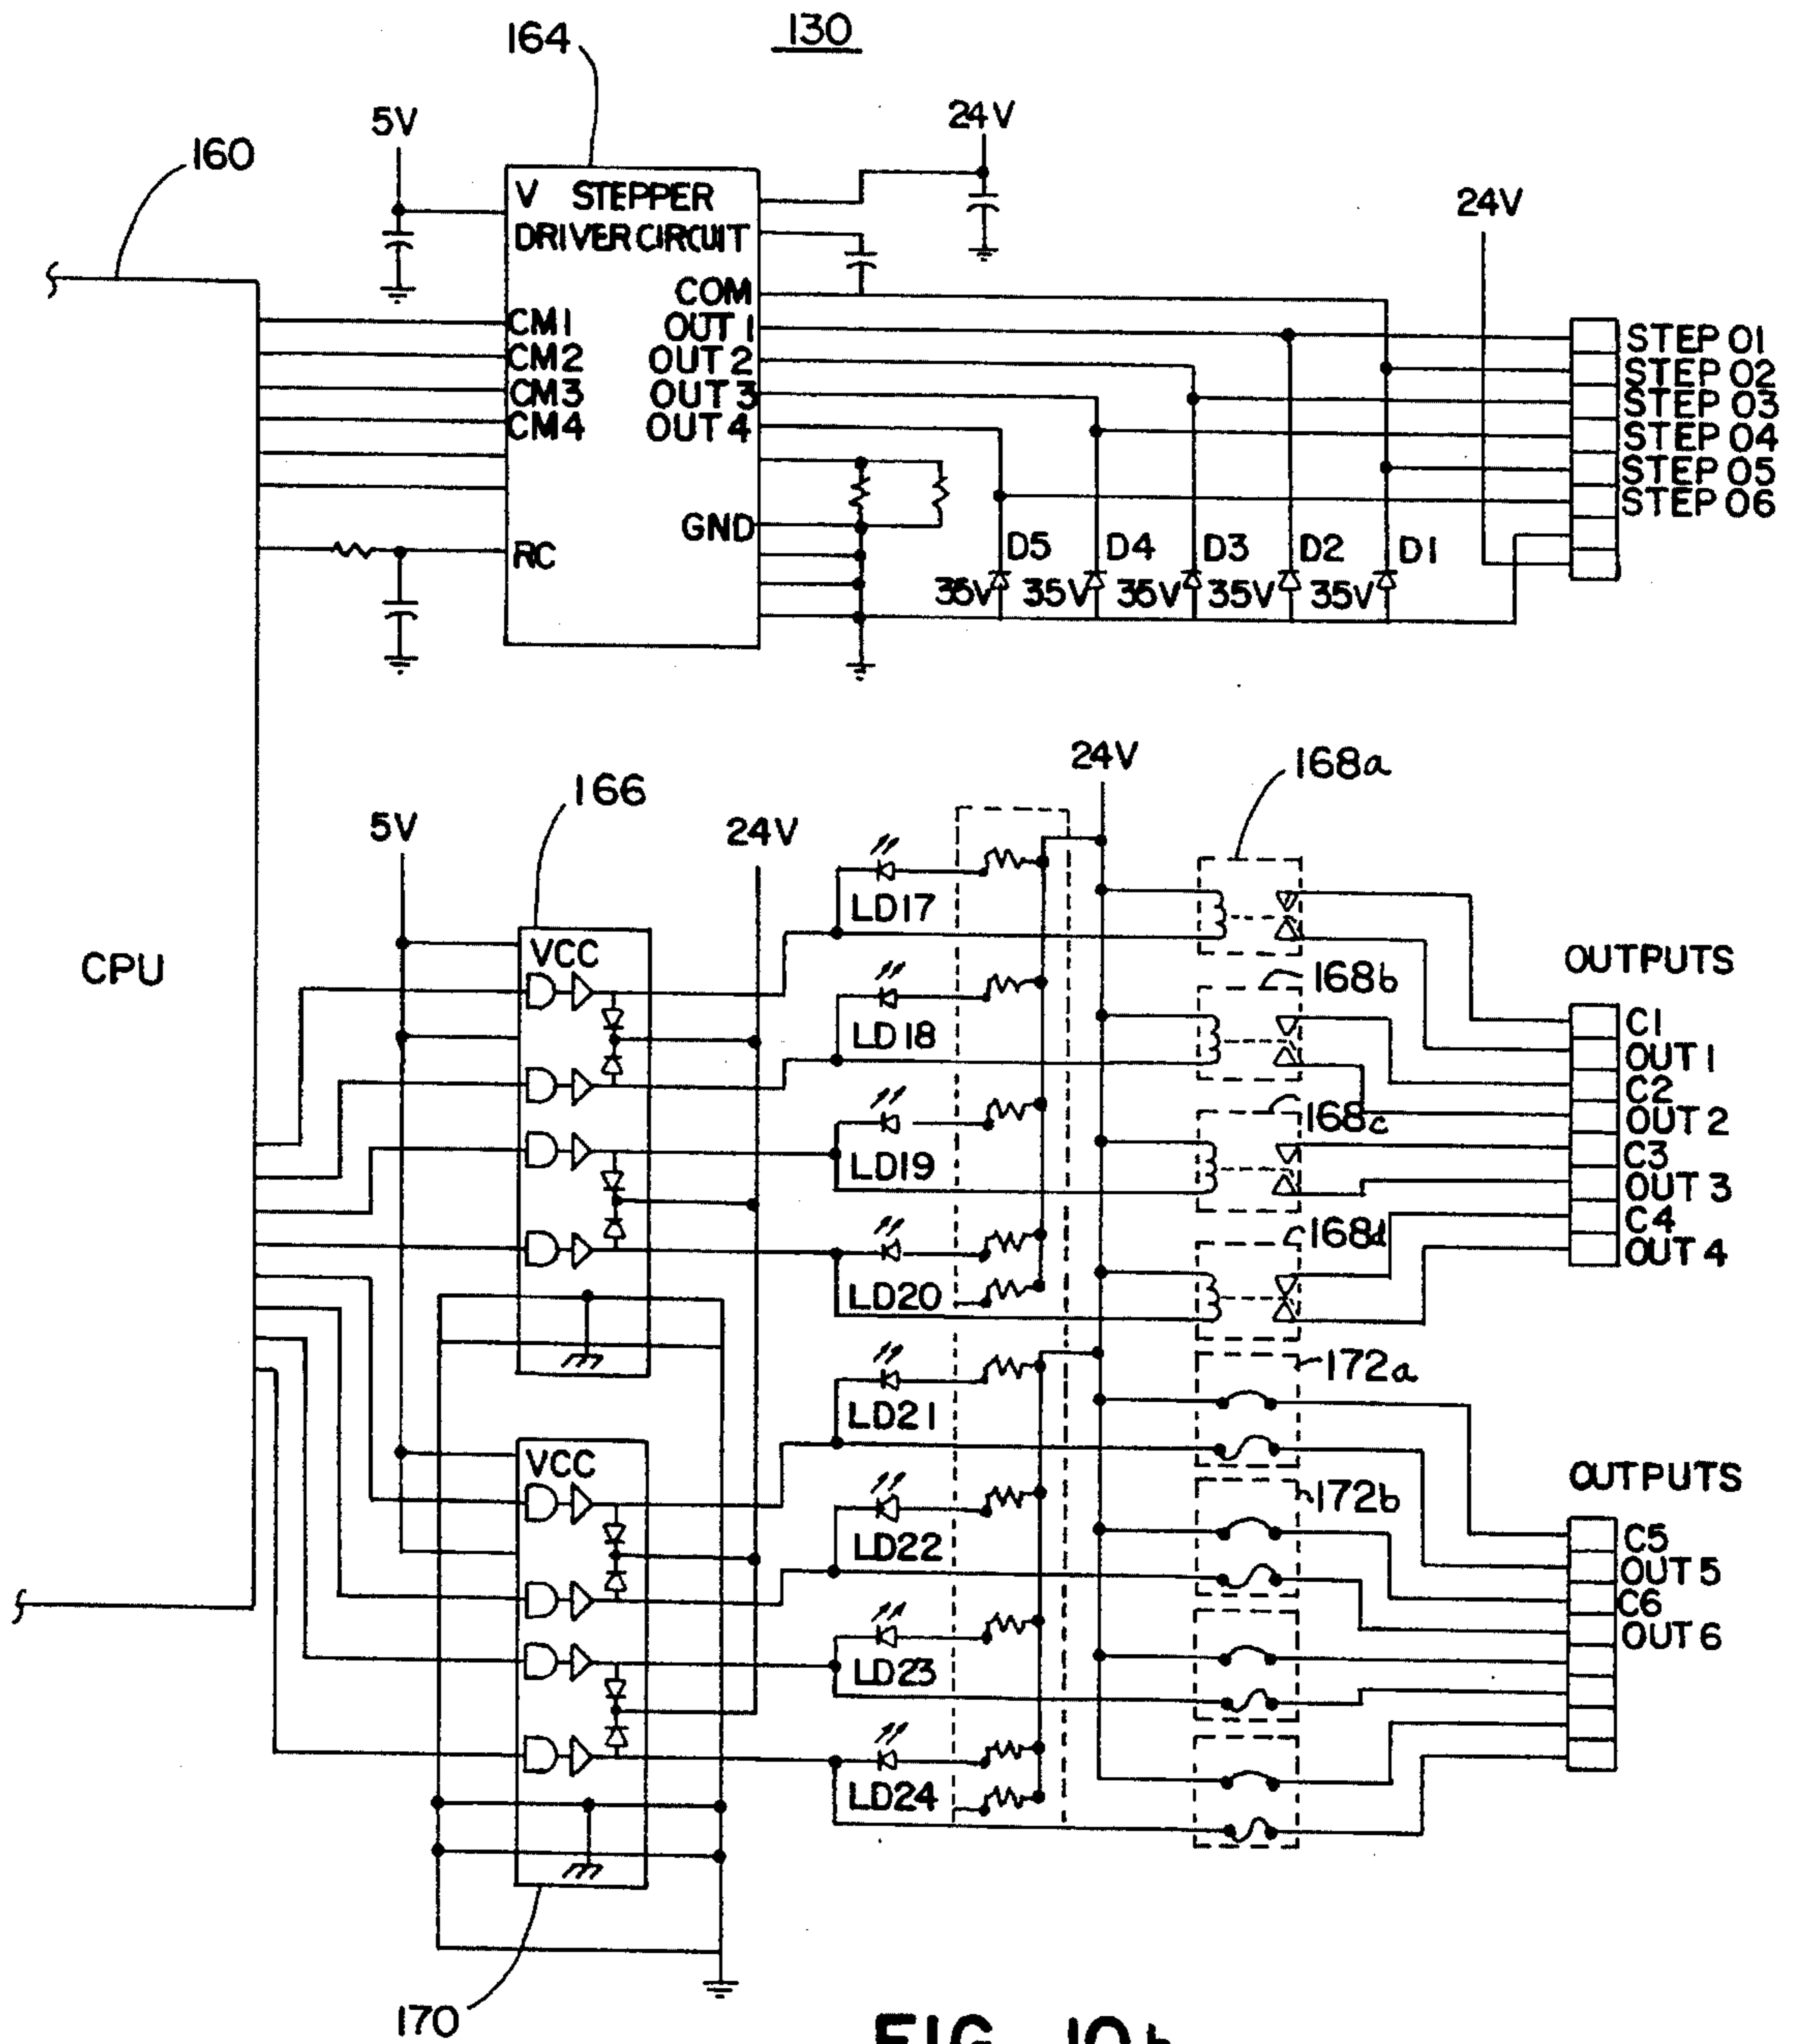 130
164
5V
24V
160
24V
V STEPPER
DRIVER CIRCUIT
COM
CM1
OUT 1
STEP 01
CM2
OUT 2
STEP 02
CM3
OUT 3
STEP 03
CM4
OUT 4
STEP 04
STEP 05
STEP 06
GND
RC
D5
D4
D3
D2
D1
35V
35V
35V
35V
35V
24V
168a
166
5V
24V
LD17
VCC
CPU
OUTPUTS
168b
LD18
C1
OUT 1
C2
168c
OUT 2
LD19
C3
OUT 3
C4
168d
OUT 4
LD20
172a
LD21
VCC
OUTPUTS
172b
LD22
C5
OUT 5
C6
OUT 6
LD23
LD24
170
FIG. 10b